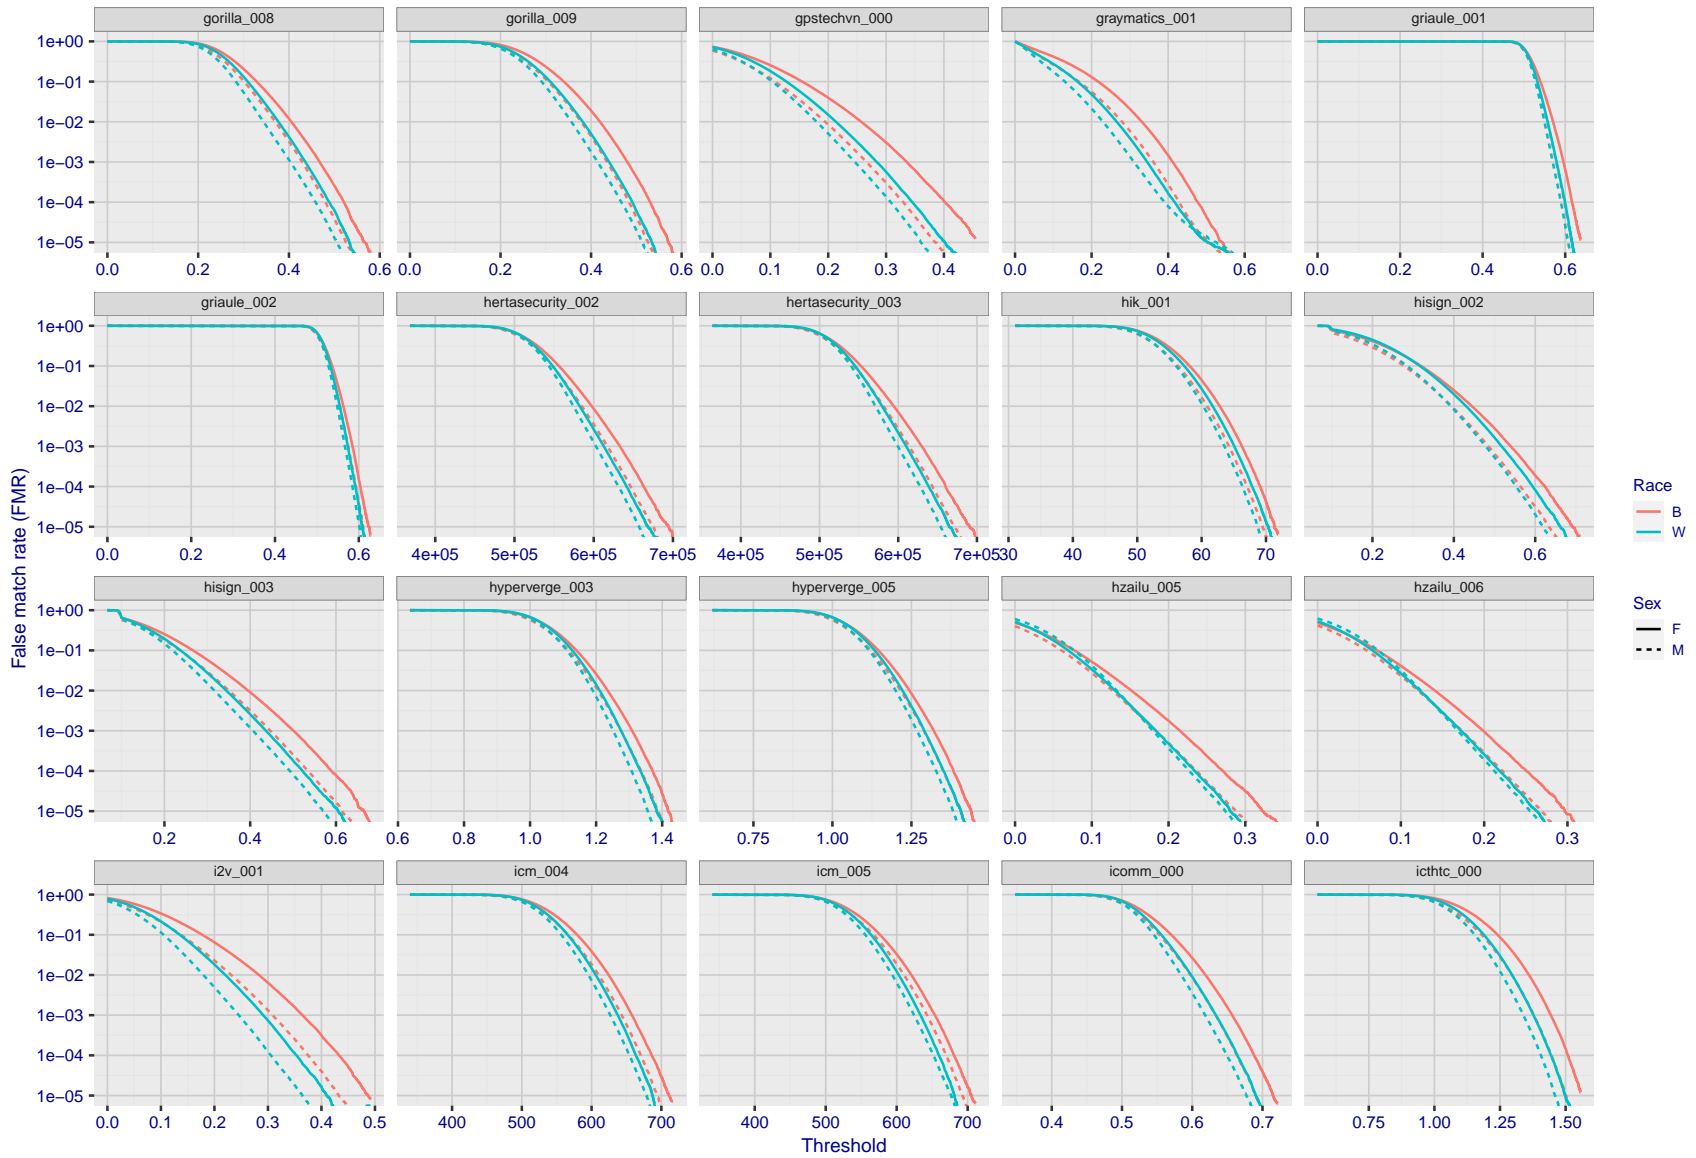 gorilla_008 gorilla_009 gpstechvn_000 graymatics_001 griaule_001
1e+00
1e−01
1e−02
1e−03
1e−04
1e−05
0.0 0.2 0.4 0.6 0.0 0.2 0.4 0.6 0.0 0.1 0.2 0.3 0.4 0.0 0.2 0.4 0.6 0.0 0.2 0.4 0.6
griaule_002 hertasecurity_002 hertasecurity_003 hik_001 hisign_002
1e+00
1e−01
1e−02
1e−03
1e−04
1e−05
0.0 0.2 0.4 0.6 4e+05 5e+05 6e+05 7e+05 4e+05 5e+05 6e+05 7e+05 30 40 50 60 70 0.2 0.4 0.6
hisign_003 hyperverge_003 hyperverge_005 hzailu_005 hzailu_006
1e+00
1e−01
1e−02
1e−03
1e−04
1e−05
0.2 0.4 0.6 0.6 0.8 1.0 1.2 1.4 0.75 1.00 1.25 0.0 0.1 0.2 0.3 0.0 0.1 0.2 0.3
i2v_001 icm_004 icm_005 icomm_000 icthtc_000
1e+00
1e−01
1e−02
1e−03
1e−04
1e−05
0.0 0.1 0.2 0.3 0.4 0.5 400 500 600 700 400 500 600 700 0.4 0.5 0.6 0.7 0.75 1.00 1.25 1.50
Threshold
False match rate (FMR)
Race
B
W
Sex
F
M